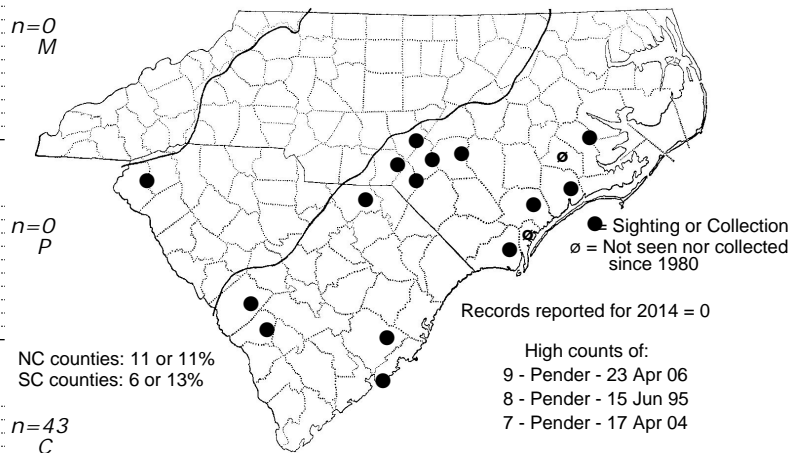 n=0
M
n=0
P
n=43
C
= Sighting or Collection
ø = Not seen nor collected
since 1980
Records reported for 2014 = 0
NC counties: 11 or 11%
SC counties: 6 or 13%
High counts of:
9 - Pender - 23 Apr 06
8 - Pender - 15 Jun 95
7 - Pender - 17 Apr 04
ø
ø